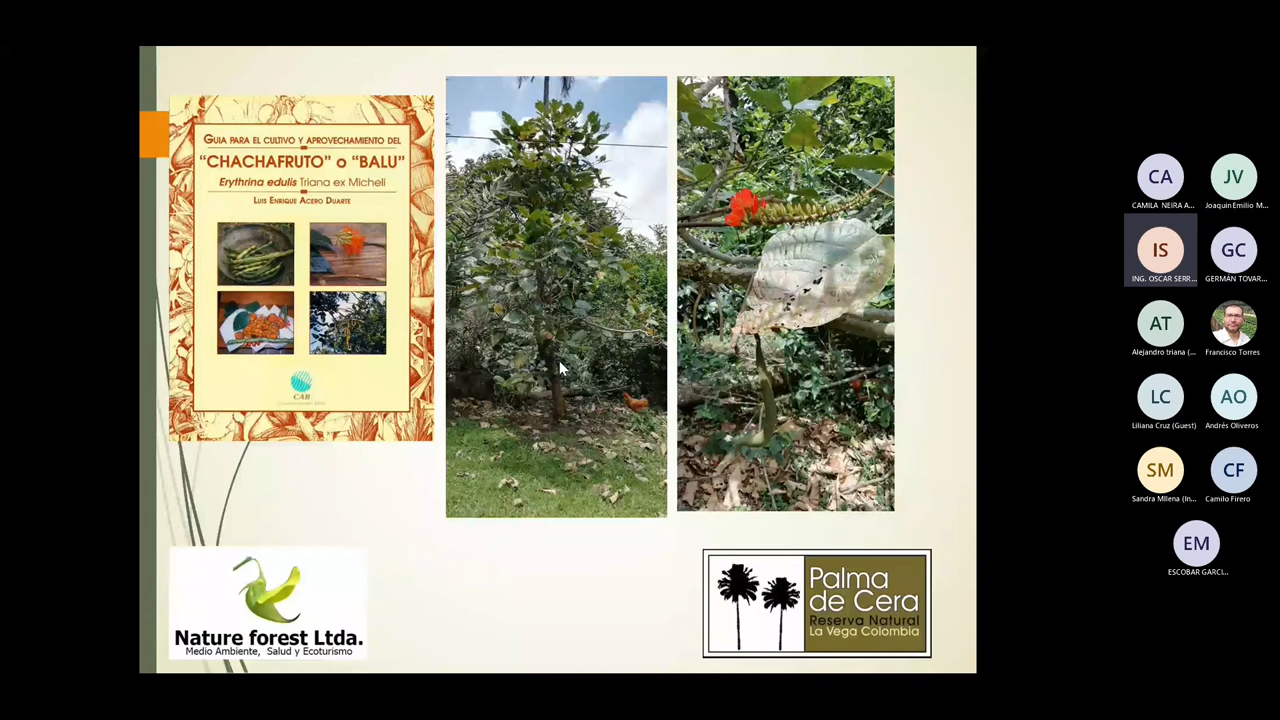 GUIA PARA EL CULTIVO Y APROVECHAMIENTO DEL
“CHACHAFRUTO” o “BALU”
Erythrina edulis Triana ex Micheli
LUIS ENRIQUE ACERO DUARTE
CAB
Nature forest Ltda.
Medio Ambiente, Salud y Ecoturismo
Palma
de Cera
Reserva Natural
La Vega Colombia
CA
JV
CAMILA NEIRA A...
Joaquin Emilio M...
IS
GC
ING. OSCAR SERR...
GERMÁN TOVAR...
AT
Alejandro triana (...
Francisco Torres
LC
AO
Liliana Cruz (Guest)
Andrés Oliveros
SM
CF
Sandra MIlena (In...
Camilo Firero
EM
ESCOBAR GARCI...